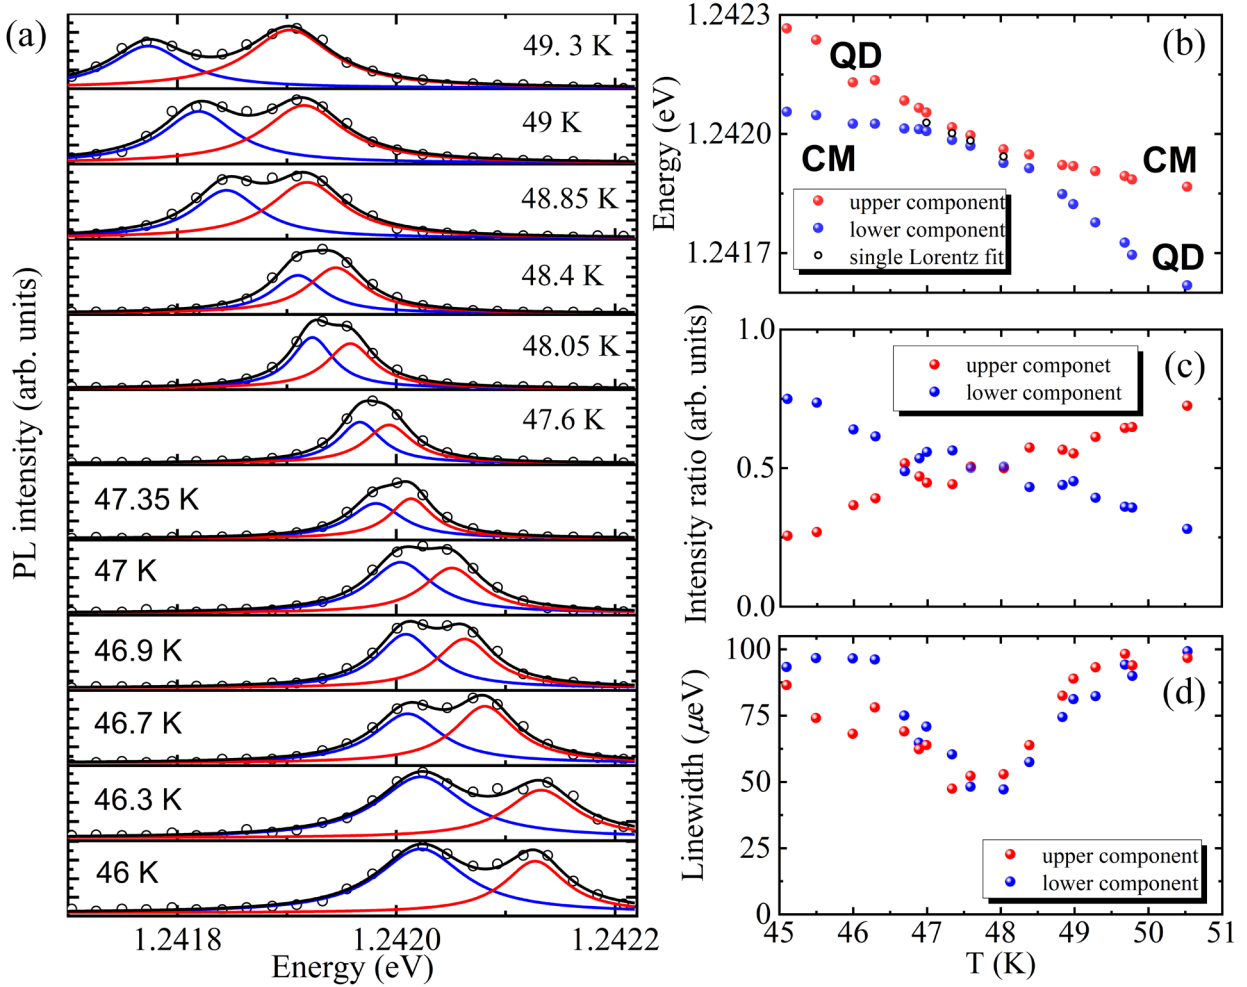 (a)
PL intensity (arb. units)
49. 3 K
49 K
48.85 K
48.4 K
48.05 K
47.6 K
47.35 K
47 K
46.9 K
46.7 K
46.3 K
46 K
1.2418
1.2420
1.2422
Energy (eV)
(b)
Energy (eV)
1.2423
1.2420
1.2417
QD
CM
CM
QD
upper component
lower component
single Lorentz fit
(c)
Intensity ratio (arb. units)
1.0
0.5
0.0
upper componet
lower component
(d)
Linewidth (μeV)
100
75
50
25
0
upper component
lower component
45
46
47
48
49
50
51
T (K)